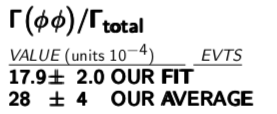 Γ(ϕϕ)/Γtotal
VALUE (units 10⁻⁴) EVTS
17.9± 2.0 OUR FIT
28 ± 4 OUR AVERAGE